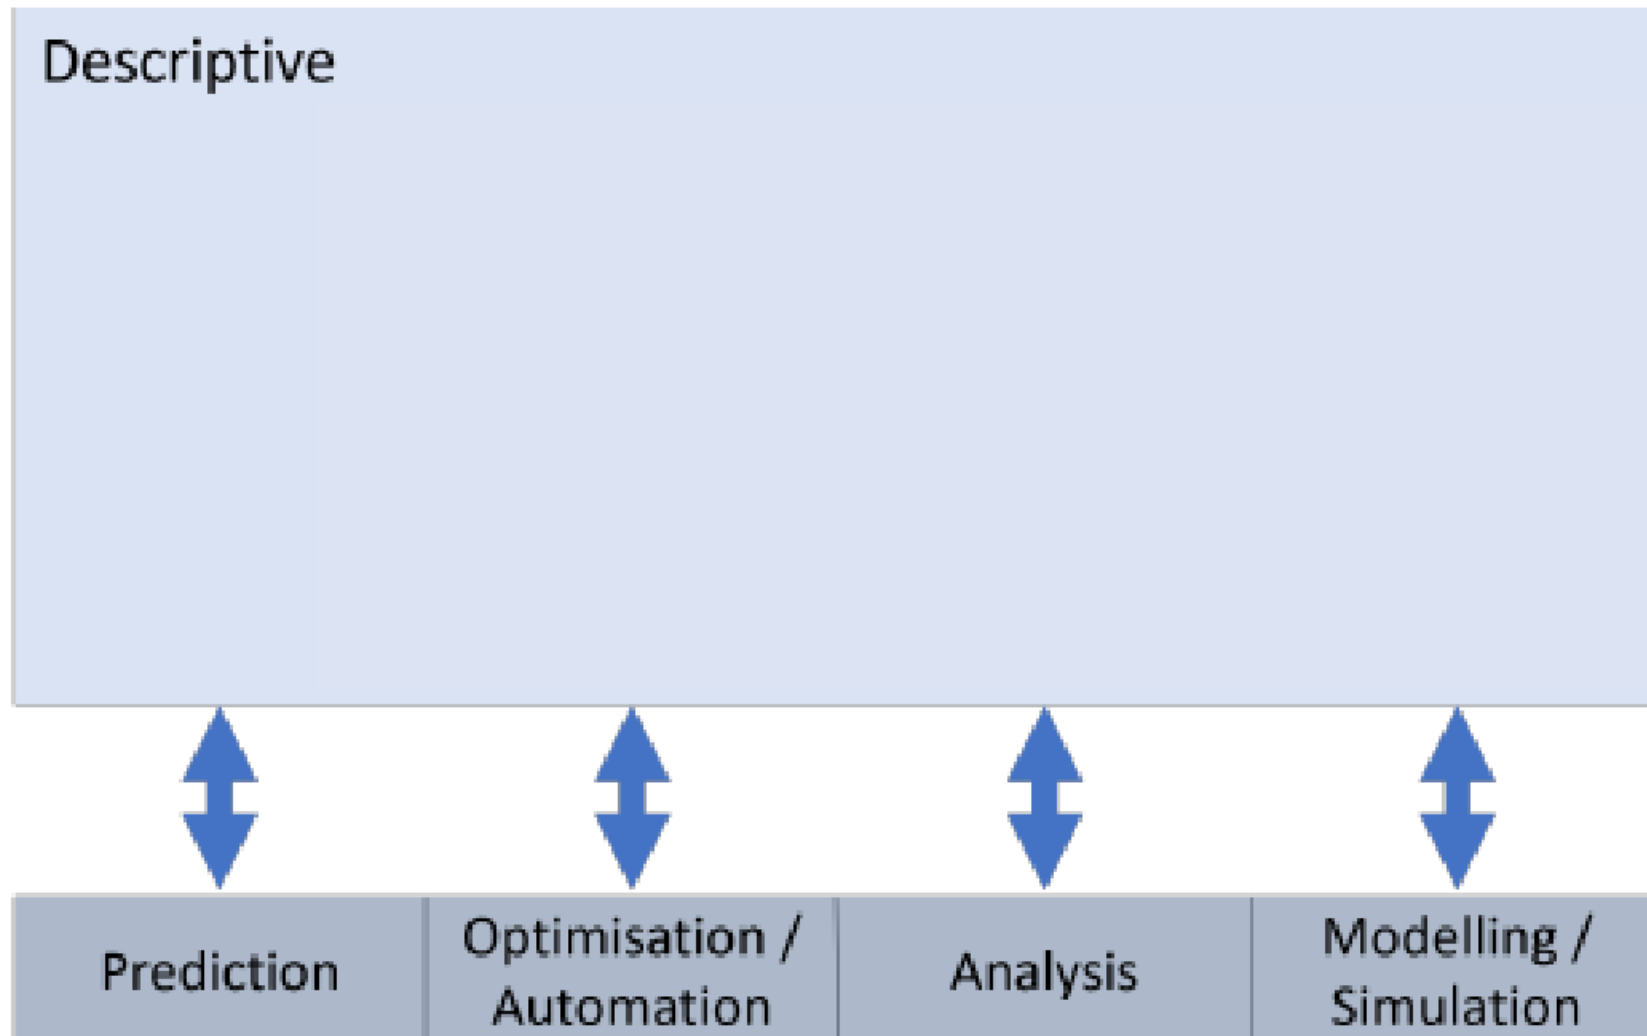 Descriptive
Prediction
Optimisation /
Automation
Analysis
Modelling /
Simulation